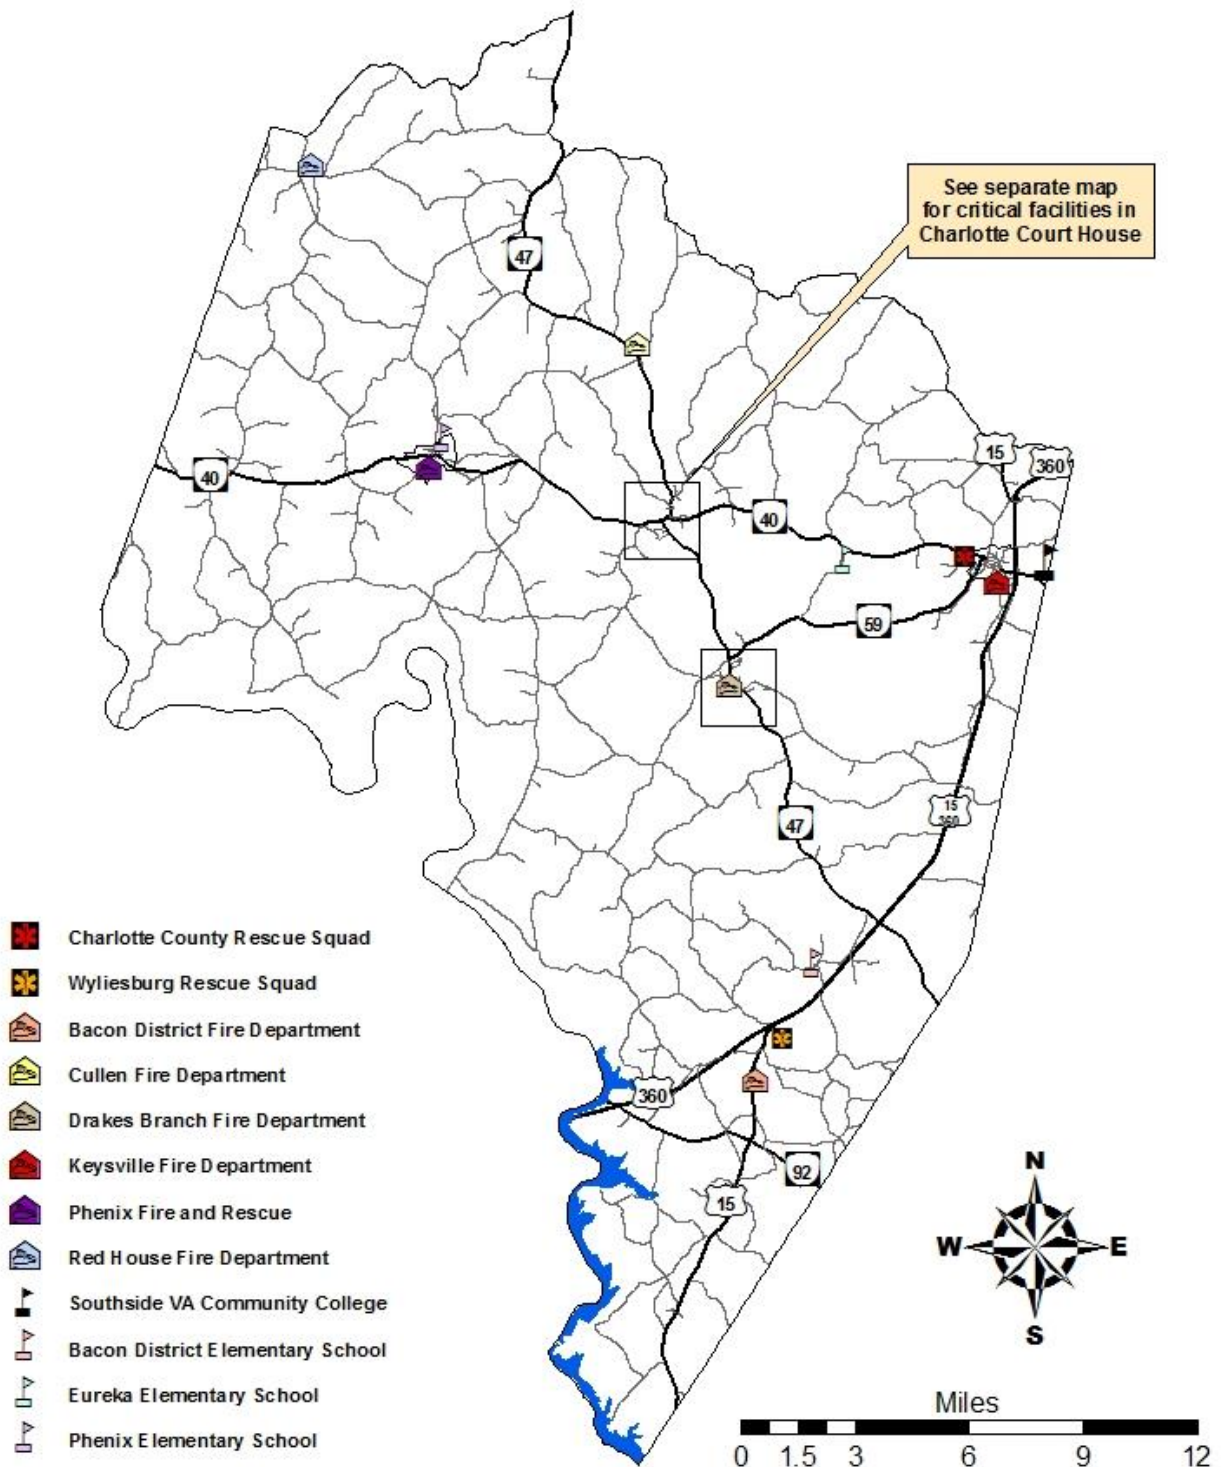 See separate map
for critical facilities in
Charlotte Court House
47
15
360
40
40
59
15
360
47
360
92
15
Charlotte County Rescue Squad
Wyliesburg Rescue Squad
Bacon District Fire Department
Cullen Fire Department
Drakes Branch Fire Department
Keysville Fire Department
Phenix Fire and Rescue
Red House Fire Department
Southside VA Community College
Bacon District Elementary School
Eureka Elementary School
Phenix Elementary School
N
W E
S
Miles
0 1.5 3 6 9 12